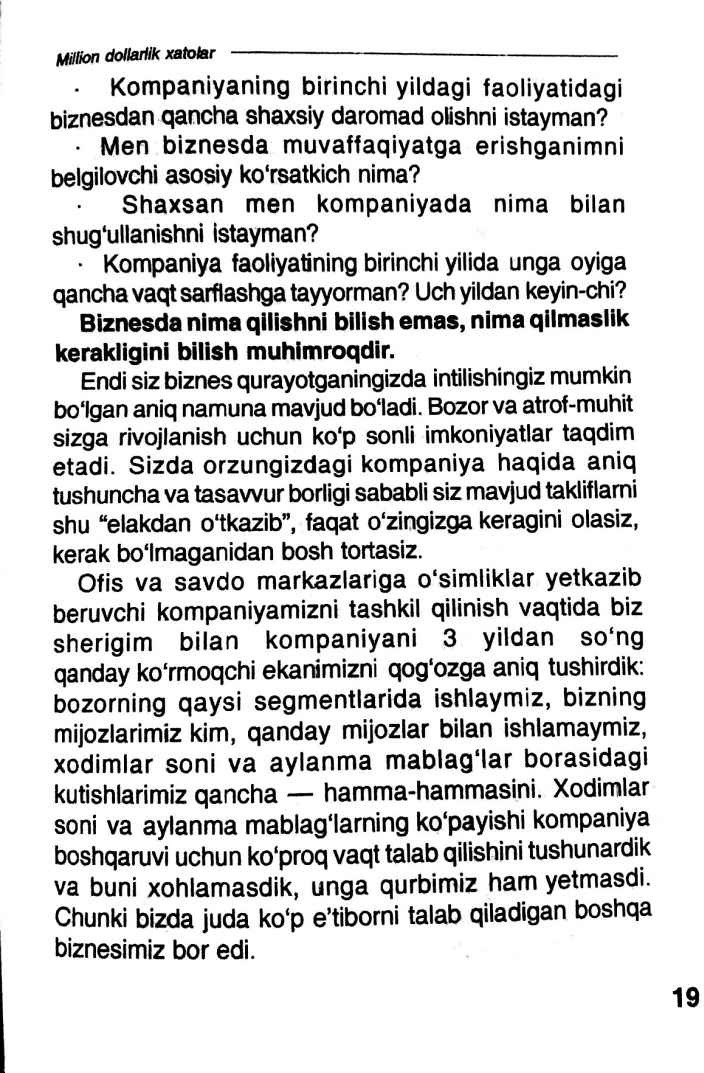 Million dollarlik xatolar
· Kompaniyaning birinchi yildagi faoliyatidagi
biznesdan qancha shaxsiy daromad olishni istayman?
· Men biznesda muvaffaqiyatga erishganimni
belgilovchi asosiy ko‘rsatkich nima?
· Shaxsan men kompaniyada nima bilan
shug‘ullanishni istayman?
· Kompaniya faoliyatining birinchi yilida unga oyiga
qancha vaqt sarflashga tayyorman? Uch yildan keyin-chi?
Biznesda nima qilishni bilish emas, nima qilmaslik
kerakligini bilish muhimroqdir.
Endi siz biznes qurayotganingizda intilishingiz mumkin
bo‘lgan aniq namuna mavjud bo‘ladi. Bozor va atrof-muhit
sizga rivojlanish uchun ko‘p sonli imkoniyatlar taqdim
etadi. Sizda orzungizdagi kompaniya haqida aniq
tushuncha va tasavvur borligi sababli siz mavjud takliflarni
shu “elakdan o‘tkazib”, faqat o‘zingizga keragini olasiz,
kerak bo‘lmaganidan bosh tortasiz.
Ofis va savdo markazlariga o‘simliklar yetkazib
beruvchi kompaniyamizni tashkil qilinish vaqtida biz
sherigim bilan kompaniyani 3 yildan so‘ng
qanday ko‘rmoqchi ekanimizni qog‘ozga aniq tushirdik:
bozorning qaysi segmentlarida ishlaymiz, bizning
mijozlarimiz kim, qanday mijozlar bilan ishlamaymiz,
xodimlar soni va aylanma mablag‘lar borasidagi
kutishlarimiz qancha — hamma-hammasini. Xodimlar
soni va aylanma mablag‘larning ko‘payishi kompaniya
boshqaruvi uchun ko‘proq vaqt talab qilishini tushunardik
va buni xohlamasdik, unga qurbimiz ham yetmasdi.
Chunki bizda juda ko‘p e’tiborni talab qiladigan boshqa
biznesimiz bor edi.
19